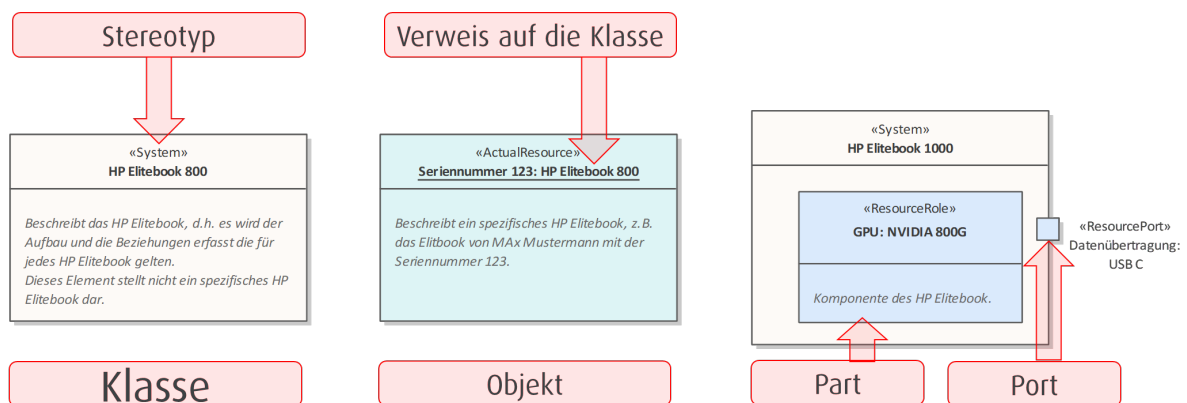 Stereotyp
Verweis auf die Klasse
«System»
HP Elitebook 800
Beschreibt das HP Elitebook, d.h. es wird der
Aufbau und die Beziehungen erfasst die für
jedes HP Elitebook gelten.
Dieses Element stellt nicht ein spezifisches HP
Elitebook dar.
«ActualResource»
Seriennummer 123: HP Elitebook 800
Beschreibt ein spezifisches HP Elitebook, z.B.
das Elitbook von MAx Mustermann mit der
Seriennummer 123.
«System»
HP Elitebook 1000
«ResourceRole»
GPU: NVIDIA 800G
Komponente des HP Elitebook.
«ResourcePort»
Datenübertragung:
USB C
Klasse
Objekt
Part
Port